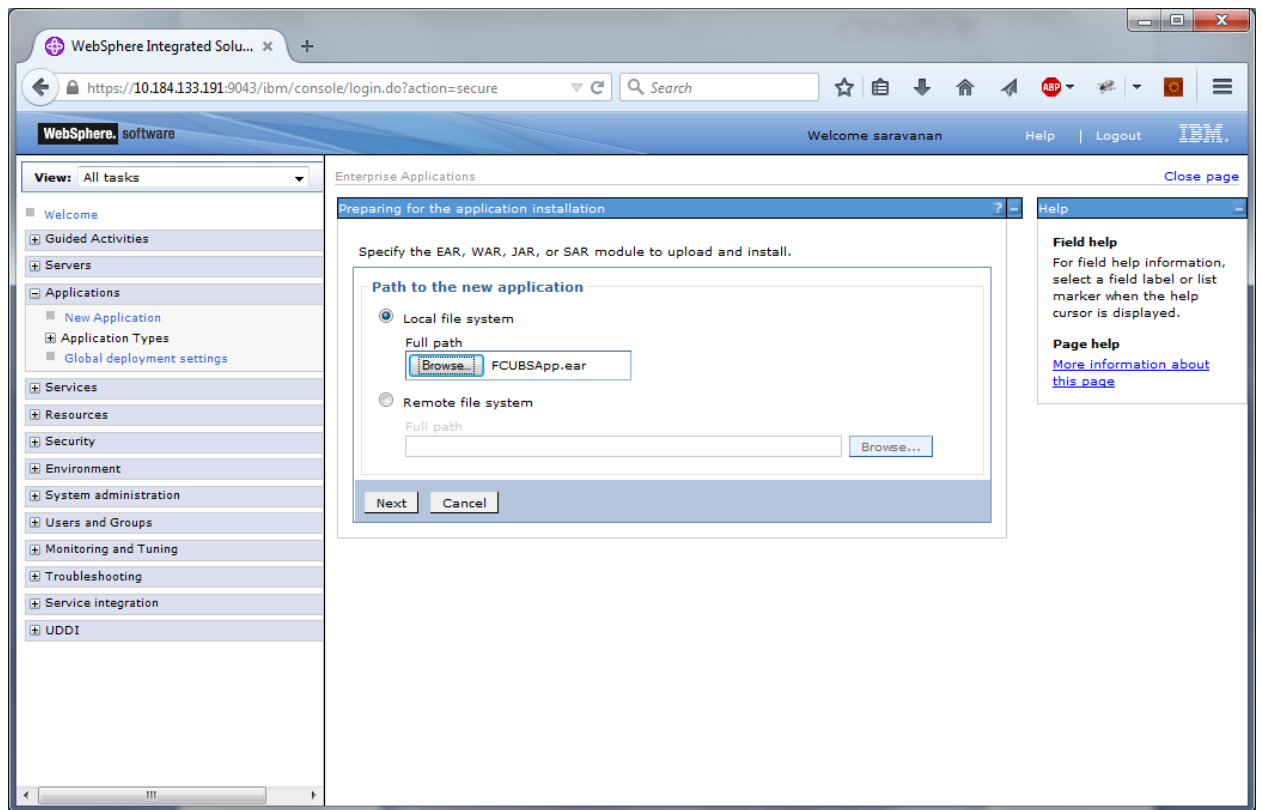 WebSphere Integrated Solu...
https://10.184.133.191:9043/ibm/console/login.do?action=secure
Search
ABP
WebSphere. software
Welcome saravanan
Help | Logout
IBM.
View: All tasks
Welcome
Guided Activities
Servers
Applications
New Application
Application Types
Global deployment settings
Services
Resources
Security
Environment
System administration
Users and Groups
Monitoring and Tuning
Troubleshooting
Service integration
UDDI
Enterprise Applications
Close page
Preparing for the application installation
Specify the EAR, WAR, JAR, or SAR module to upload and install.
Path to the new application
Local file system
Full path
Browse... FCUBSApp.ear
Remote file system
Full path
Browse...
Next Cancel
Help
Field help
For field help information,
select a field label or list
marker when the help
cursor is displayed.
Page help
More information about
this page